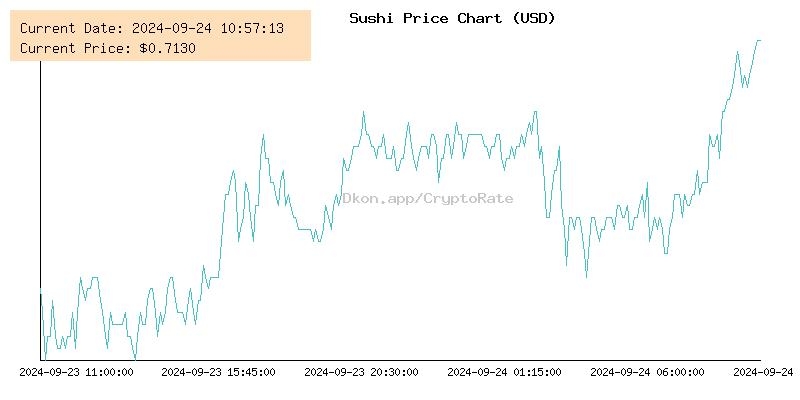 Sushi Price Chart (USD)
Current Date: 2024-09-24 10:57:13
Current Price: $0.7130
Dkon.app/CryptoRate
2024-09-23 11:00:00 2024-09-23 15:45:00 2024-09-23 20:30:00 2024-09-24 01:15:00 2024-09-24 06:00:00 2024-09-24